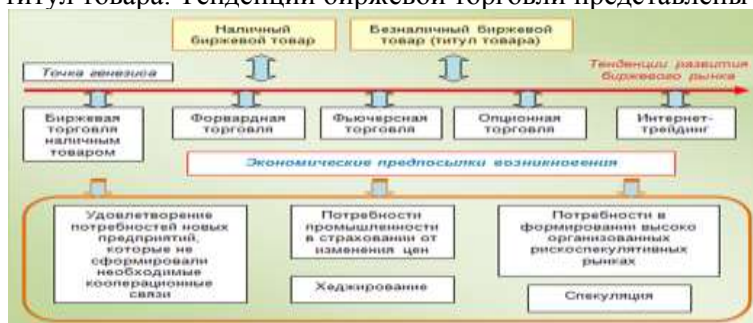 титул товара. Тенденции биржевой торговли представлены
Наличный
биржевой товар
Безналичный биржевой
товар (титул товара)
Точка генезиса
Тенденции развития
биржевого рынка
Биржевая
торговля
наличным
товаром
Форвардная
торговля
Фьючерсная
торговля
Опционная
торговля
Интернет-
трейдинг
Экономические предпосылки возникновения
Удовлетворение
потребностей новых
предприятий,
которые не
сформировали
необходимые
кооперационные
связи
Потребности
промышленности
в страховании от
изменения цен
Хеджирование
Потребности в
формировании высоко
организованных
рискоспекулятивных
рынках
Спекуляция